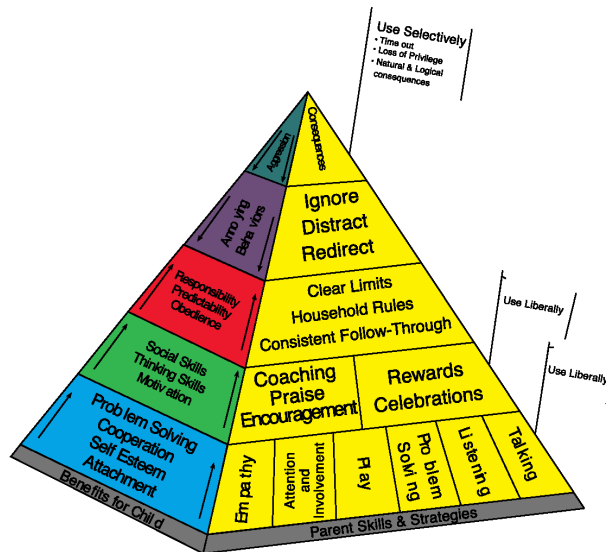 Use Selectively
• Time out
• Loss of Privilege
• Natural & Logical
consequences
Aggression
Consequences
Annoying
Behaviors
Ignore
Distract
Redirect
Responsibility
Predictability
Obedience
Clear Limits
Household Rules
Consistent Follow-Through
Use Liberally
Social Skills
Thinking Skills
Motivation
Coaching
Praise
Encouragement
Rewards
Celebrations
Use Liberally
Problem Solving
Cooperation
Self Esteem
Attachment
Empathy
Attention
and
Involvement
Play
Problem
Solving
Listening
Talking
Benefits for Child
Parent Skills & Strategies